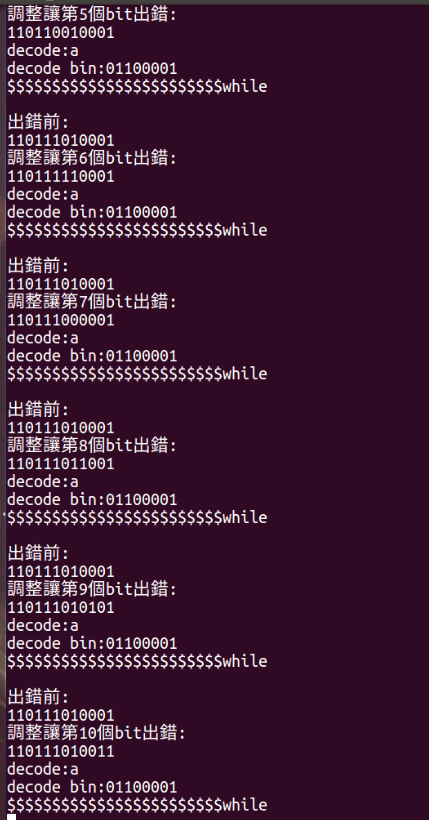 調整讓第5個bit出錯:
110110010001
decode:a
decode bin:01100001
$$$$$$$$$$$$$$$$$$$$$$$$while

出錯前:
110111010001
調整讓第6個bit出錯:
110111110001
decode:a
decode bin:01100001
$$$$$$$$$$$$$$$$$$$$$$$$while

出錯前:
110111010001
調整讓第7個bit出錯:
110111000001
decode:a
decode bin:01100001
$$$$$$$$$$$$$$$$$$$$$$$$while

出錯前:
110111010001
調整讓第8個bit出錯:
110111011001
decode:a
decode bin:01100001
$$$$$$$$$$$$$$$$$$$$$$$$while

出錯前:
110111010001
調整讓第9個bit出錯:
110111010101
decode:a
decode bin:01100001
$$$$$$$$$$$$$$$$$$$$$$$$while

出錯前:
110111010001
調整讓第10個bit出錯:
110111010011
decode:a
decode bin:01100001
$$$$$$$$$$$$$$$$$$$$$$$$while